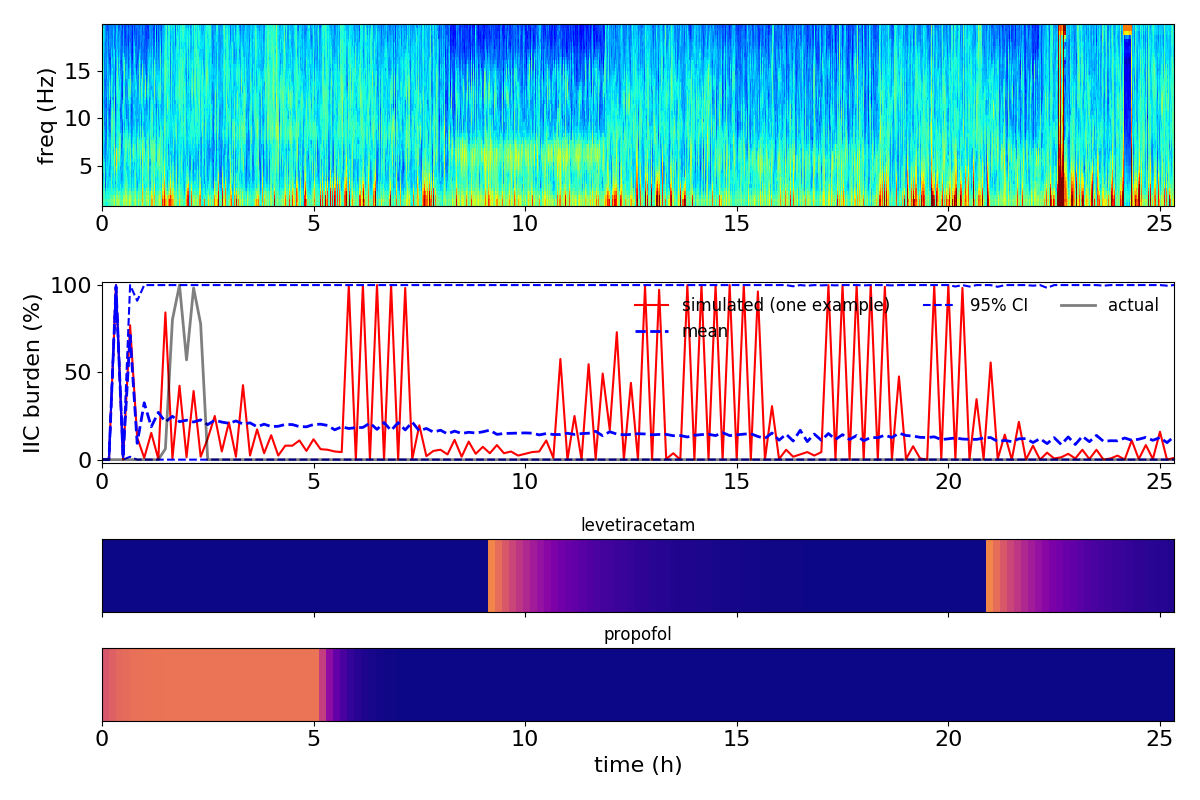 freq (Hz)
15
10
5
0 5 10 15 20 25
IIC burden (%)
100
50
0
simulated (one example) 95% CI actual
mean
0 5 10 15 20 25
levetiracetam
propofol
0 5 10 15 20 25
time (h)